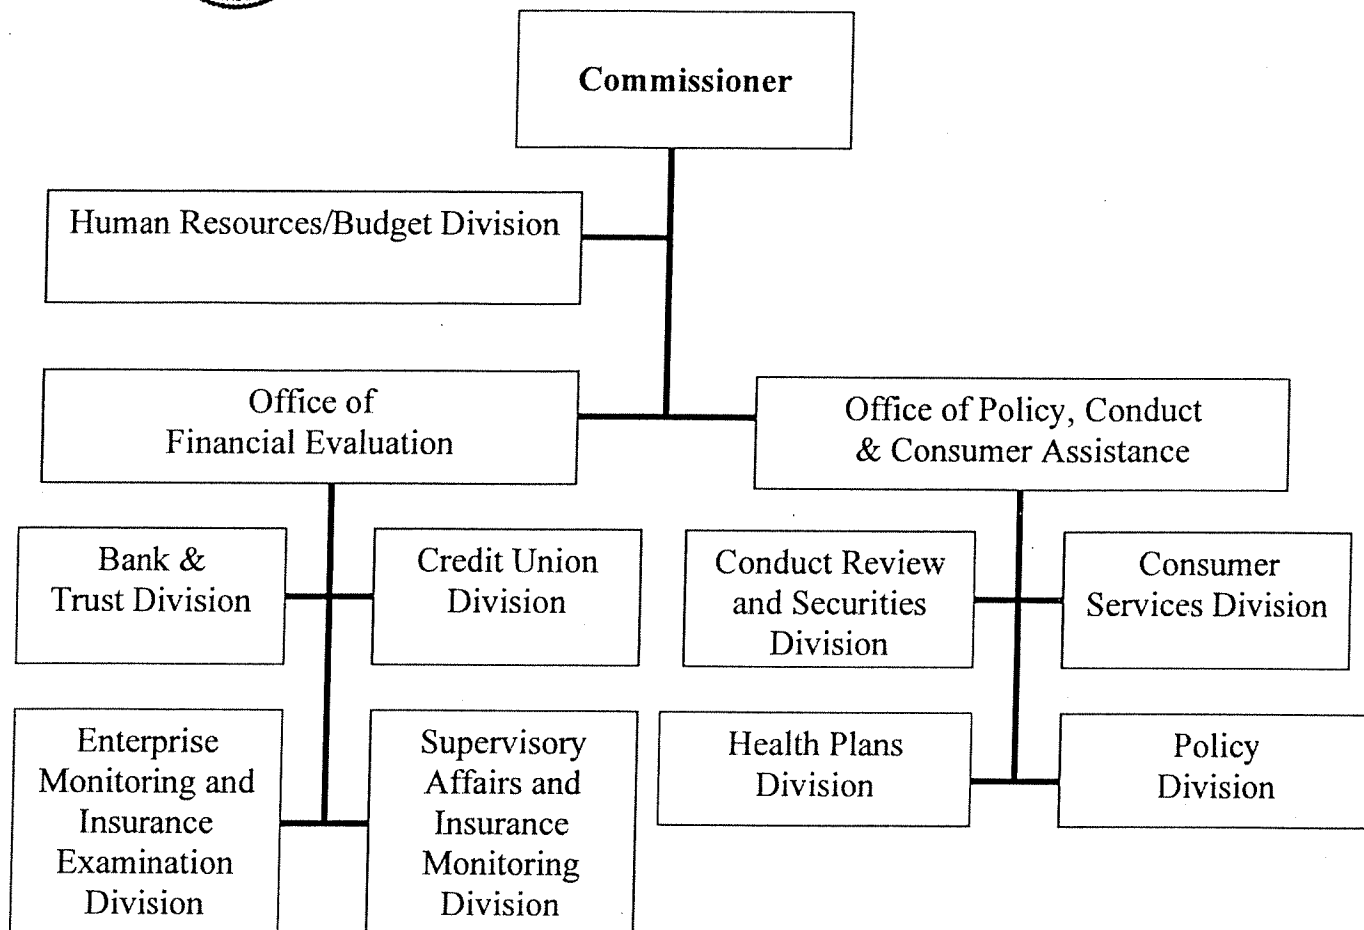 Commissioner
Human Resources/Budget Division
Office of
Financial Evaluation
Office of Policy, Conduct
& Consumer Assistance
Bank &
Trust Division
Credit Union
Division
Conduct Review
and Securities
Division
Consumer
Services Division
Enterprise
Monitoring and
Insurance
Examination
Division
Supervisory
Affairs and
Insurance
Monitoring
Division
Health Plans
Division
Policy
Division